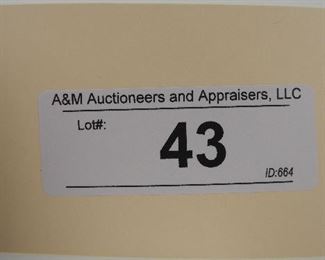 A&M Auctioneers and Appraisers, LLC
Lot#:
43
ID:664